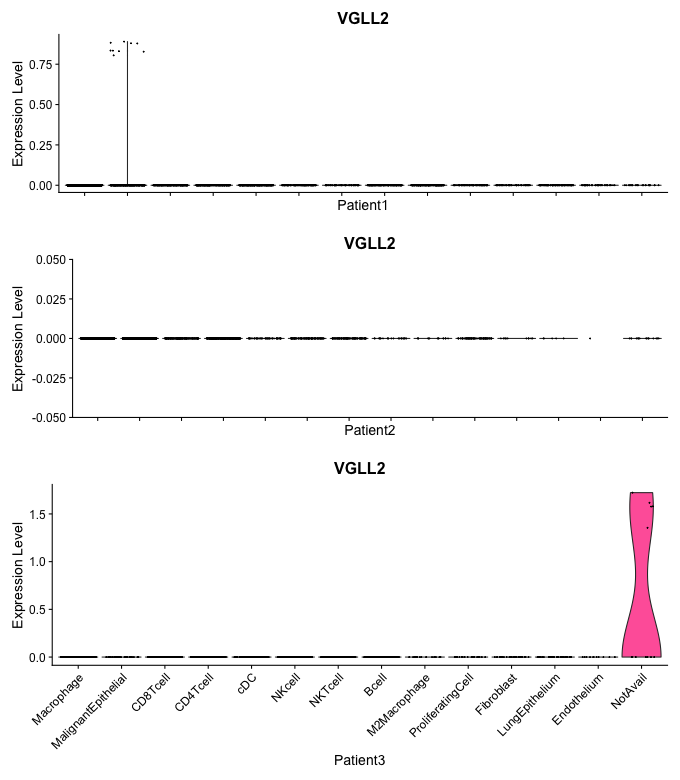 VGLL2
Expression Level
0.75
0.50
0.25
0.00
Patient1
VGLL2
Expression Level
0.050
0.025
0.000
-0.025
-0.050
Patient2
VGLL2
Expression Level
1.5
1.0
0.5
0.0
Macrophage
MalignantEpithelial
CD8Tcell
CD4Tcell
cDC
NKcell
NKTcell
Bcell
M2Macrophage
ProliferatingCell
Fibroblast
LungEpithelium
Endothelium
NotAvail
Patient3